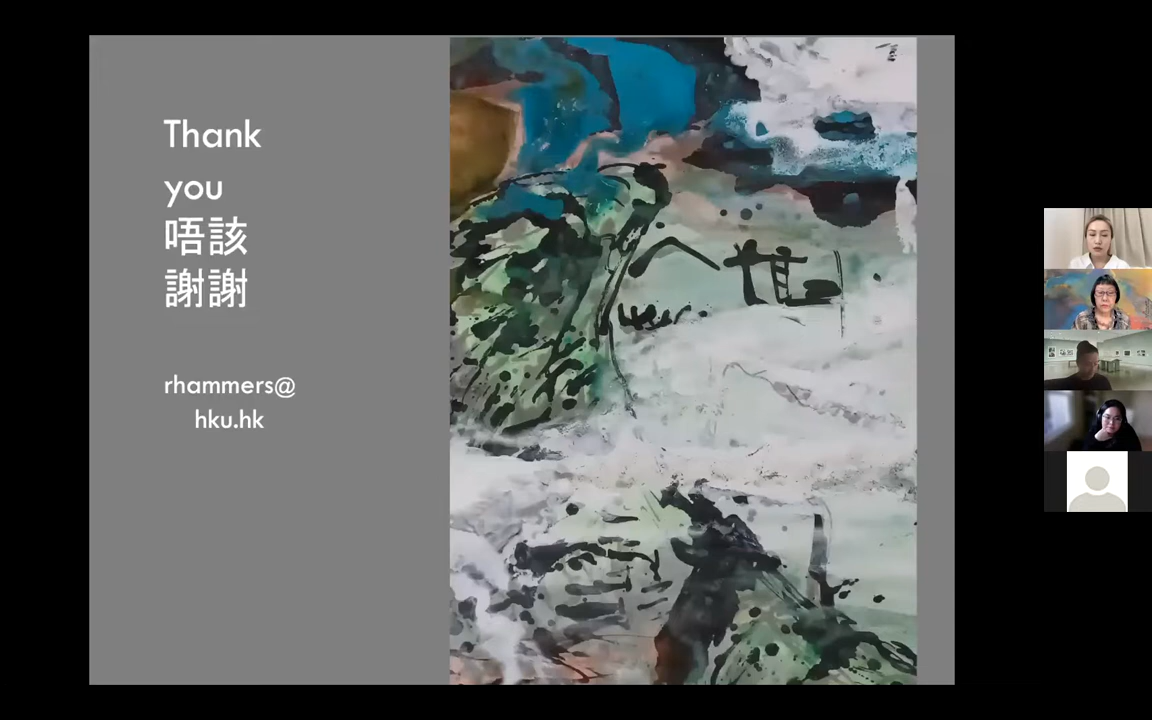 Thank
you
唔該
謝謝
rhammers@
hku.hk